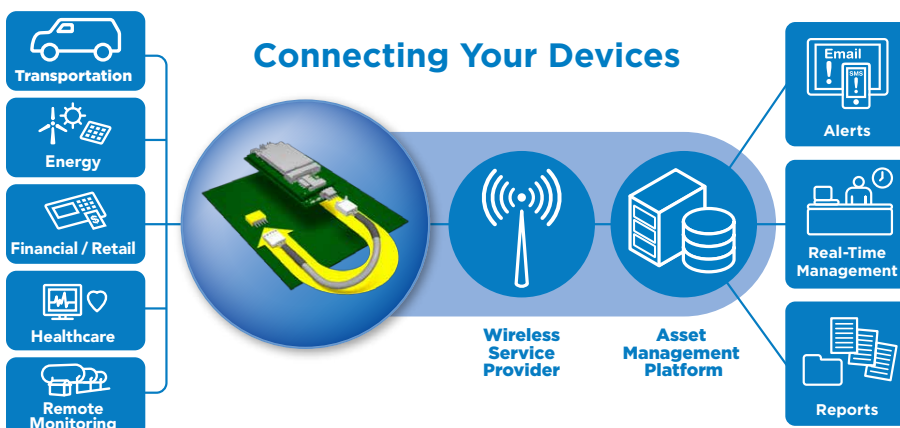 Connecting Your Devices
Transportation
Energy
Financial / Retail
Healthcare
Remote
Monitoring
Wireless
Service
Provider
Asset
Management
Platform
Email
!
SMS
!
Alerts
Real-Time
Management
$
Reports